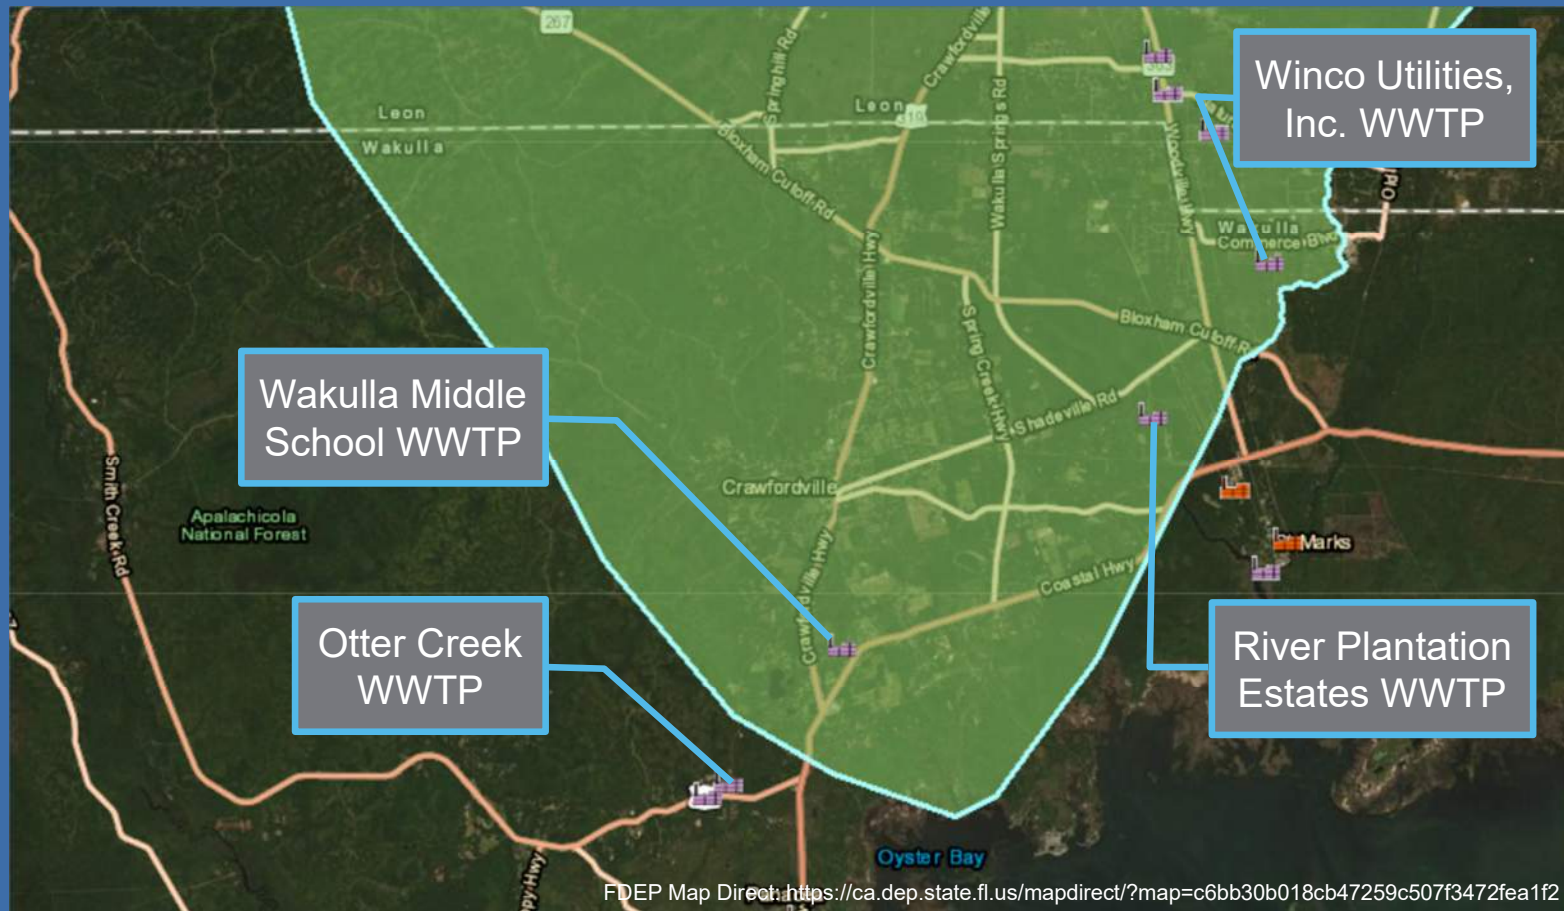 267
Springhill Rd
Crawfordville
Leon
Leon
319
363
Wakulla
Bloxham Cutoff Rd
Wakulla Springs Rd
Woodville Hwy
Winco Utilities,
Inc. WWTP
Wakulla
Commerce Blvd
Crawfordville Hwy
Spring Creek Hwy
Bloxham Cutoff R
Wakulla Middle
School WWTP
Shadeville Rd
Crawfordville
Smith Creek Rd
Apalachicola
National Forest
Marks
Crawfordville Hwy
Coastal Hwy
Otter Creek
WWTP
River Plantation
Estates WWTP
Oyster Bay
FDEP Map Direct: https://ca.dep.state.fl.us/mapdirect/?map=c6bb30b018cb47259c507f3472fea1f2